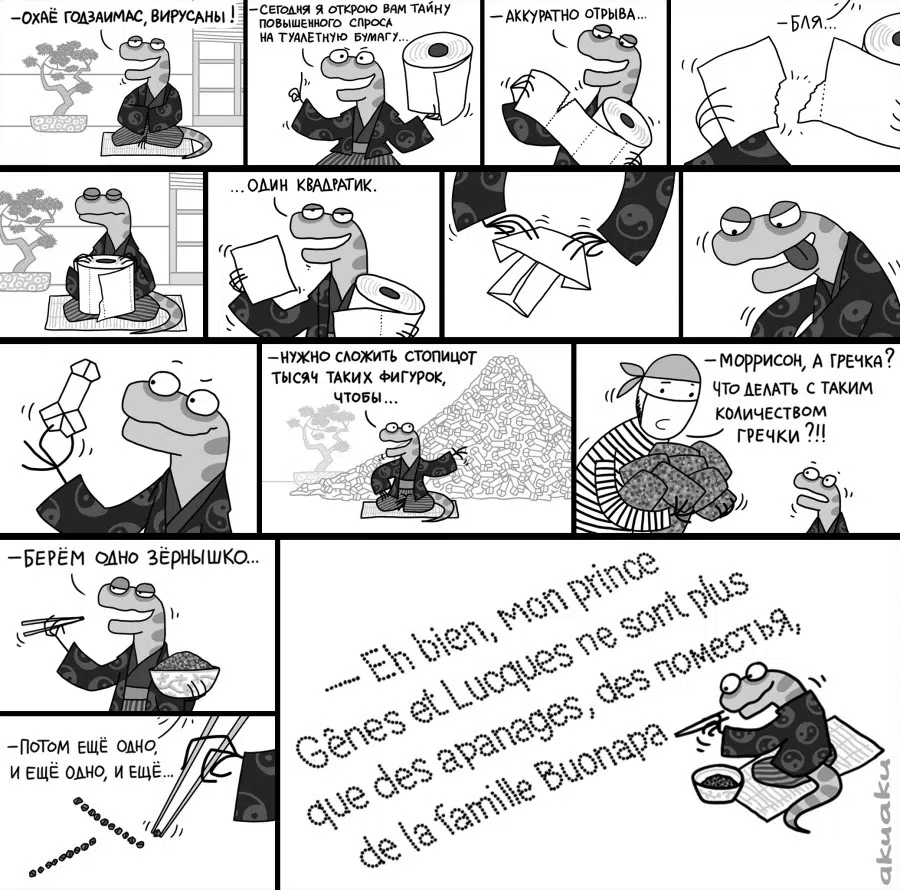 — ОХАЁ ГОДЗАИМАС, ВИРУСАНЫ!
— СЕГОДНЯ Я ОТКРОЮ ВАМ ТАЙНУ
ПОВЫШЕННОГО СПРОСА
НА ТУАЛЕТНУЮ БУМАГУ...
— АККУРАТНО ОТРЫВА...
— БЛЯ...
...ОДИН КВАДРАТИК.
— НУЖНО СЛОЖИТЬ СТОПИЦОТ
ТЫСЯЧ ТАКИХ ФИГУРОК,
ЧТОБЫ...
— МОРРИСОН, А ГРЕЧКА?
ЧТО ДЕЛАТЬ С ТАКИМ
КОЛИЧЕСТВОМ
ГРЕЧКИ?!!
— БЕРЁМ ОДНО ЗЁРНЫШКО...
— ПОТОМ ЕЩЁ ОДНО,
И ЕЩЁ ОДНО, И ЕЩЁ...
— Eh bien, mon prince
Gênes et Lucques ne sont plus
que des apanages, des поместья,
de la famille Buonapa
akuaku